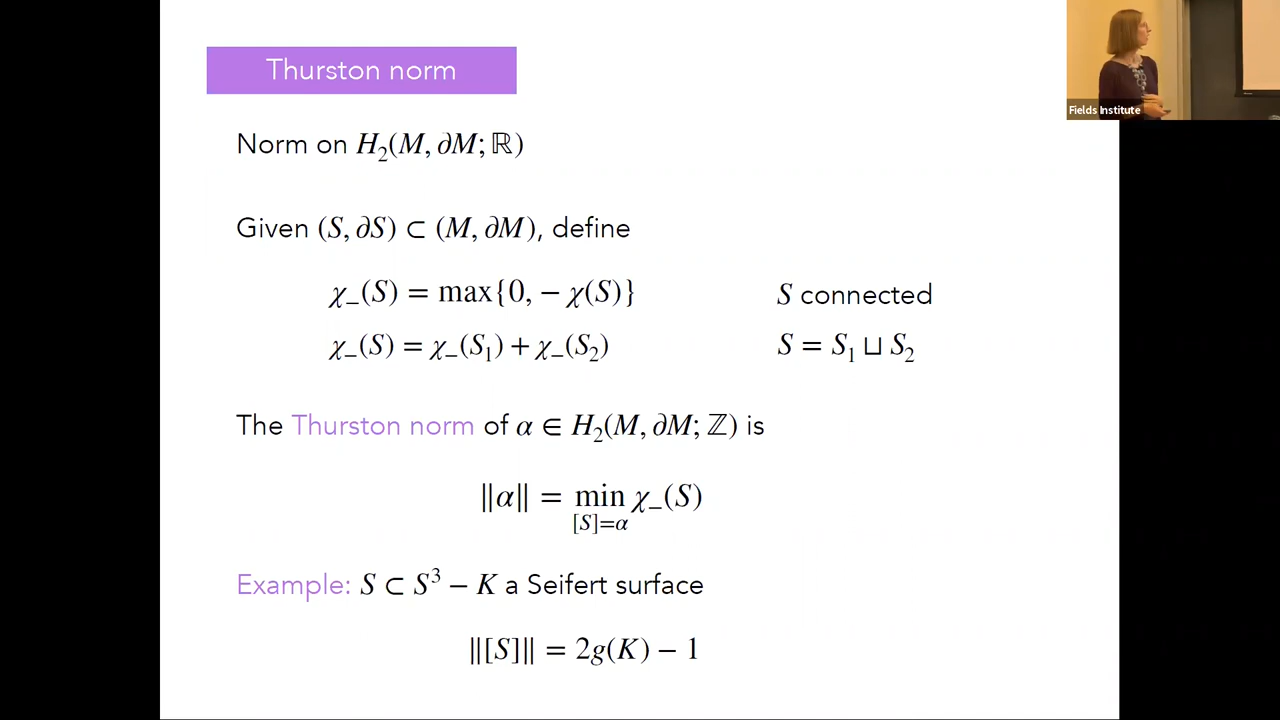 Thurston norm
Fields Institute
Norm on H₂(M, ∂M; ℝ)
Given (S, ∂S) ⊂ (M, ∂M), define
χ₋(S) = max{0, − χ(S)} S connected
χ₋(S) = χ₋(S₁) + χ₋(S₂) S = S₁ ⊔ S₂
The Thurston norm of α ∈ H₂(M, ∂M; ℤ) is
‖α‖ = min χ₋(S)
[S]=α
Example: S ⊂ S³ − K a Seifert surface
‖[S]‖ = 2g(K) − 1